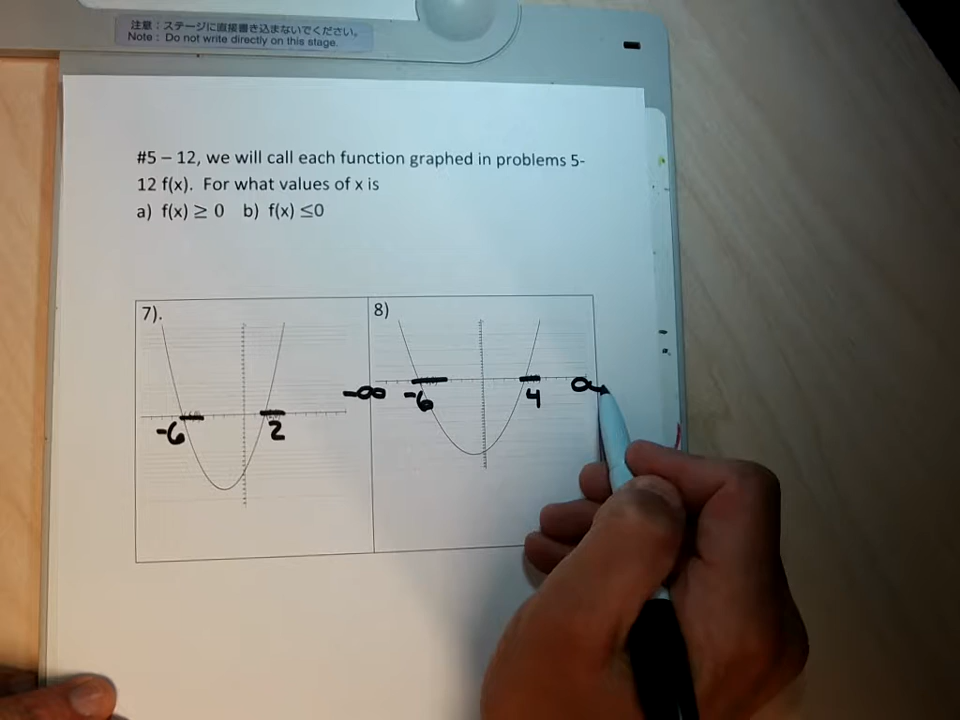 注意：ステージに直接書き込まないでください。
Note : Do not write directly on this stage.
#5 – 12, we will call each function graphed in problems 5-
12 f(x). For what values of x is
a) f(x) ≥ 0 b) f(x) ≤0
7).
8)
-6
2
-∞
-6
4